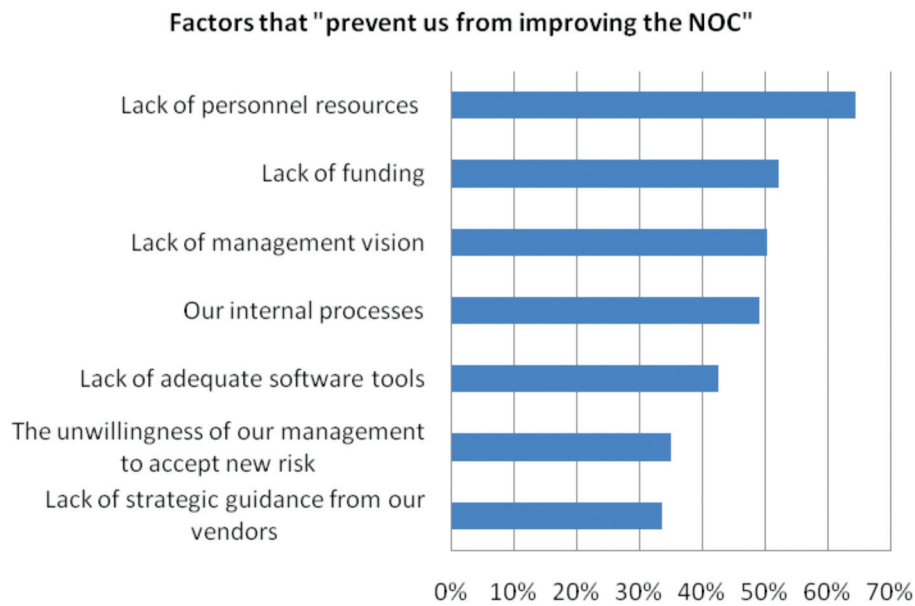 Factors that "prevent us from improving the NOC"
Lack of personnel resources
Lack of funding
Lack of management vision
Our internal processes
Lack of adequate software tools
The unwillingness of our management
to accept new risk
Lack of strategic guidance from our
vendors
0% 10% 20% 30% 40% 50% 60% 70%